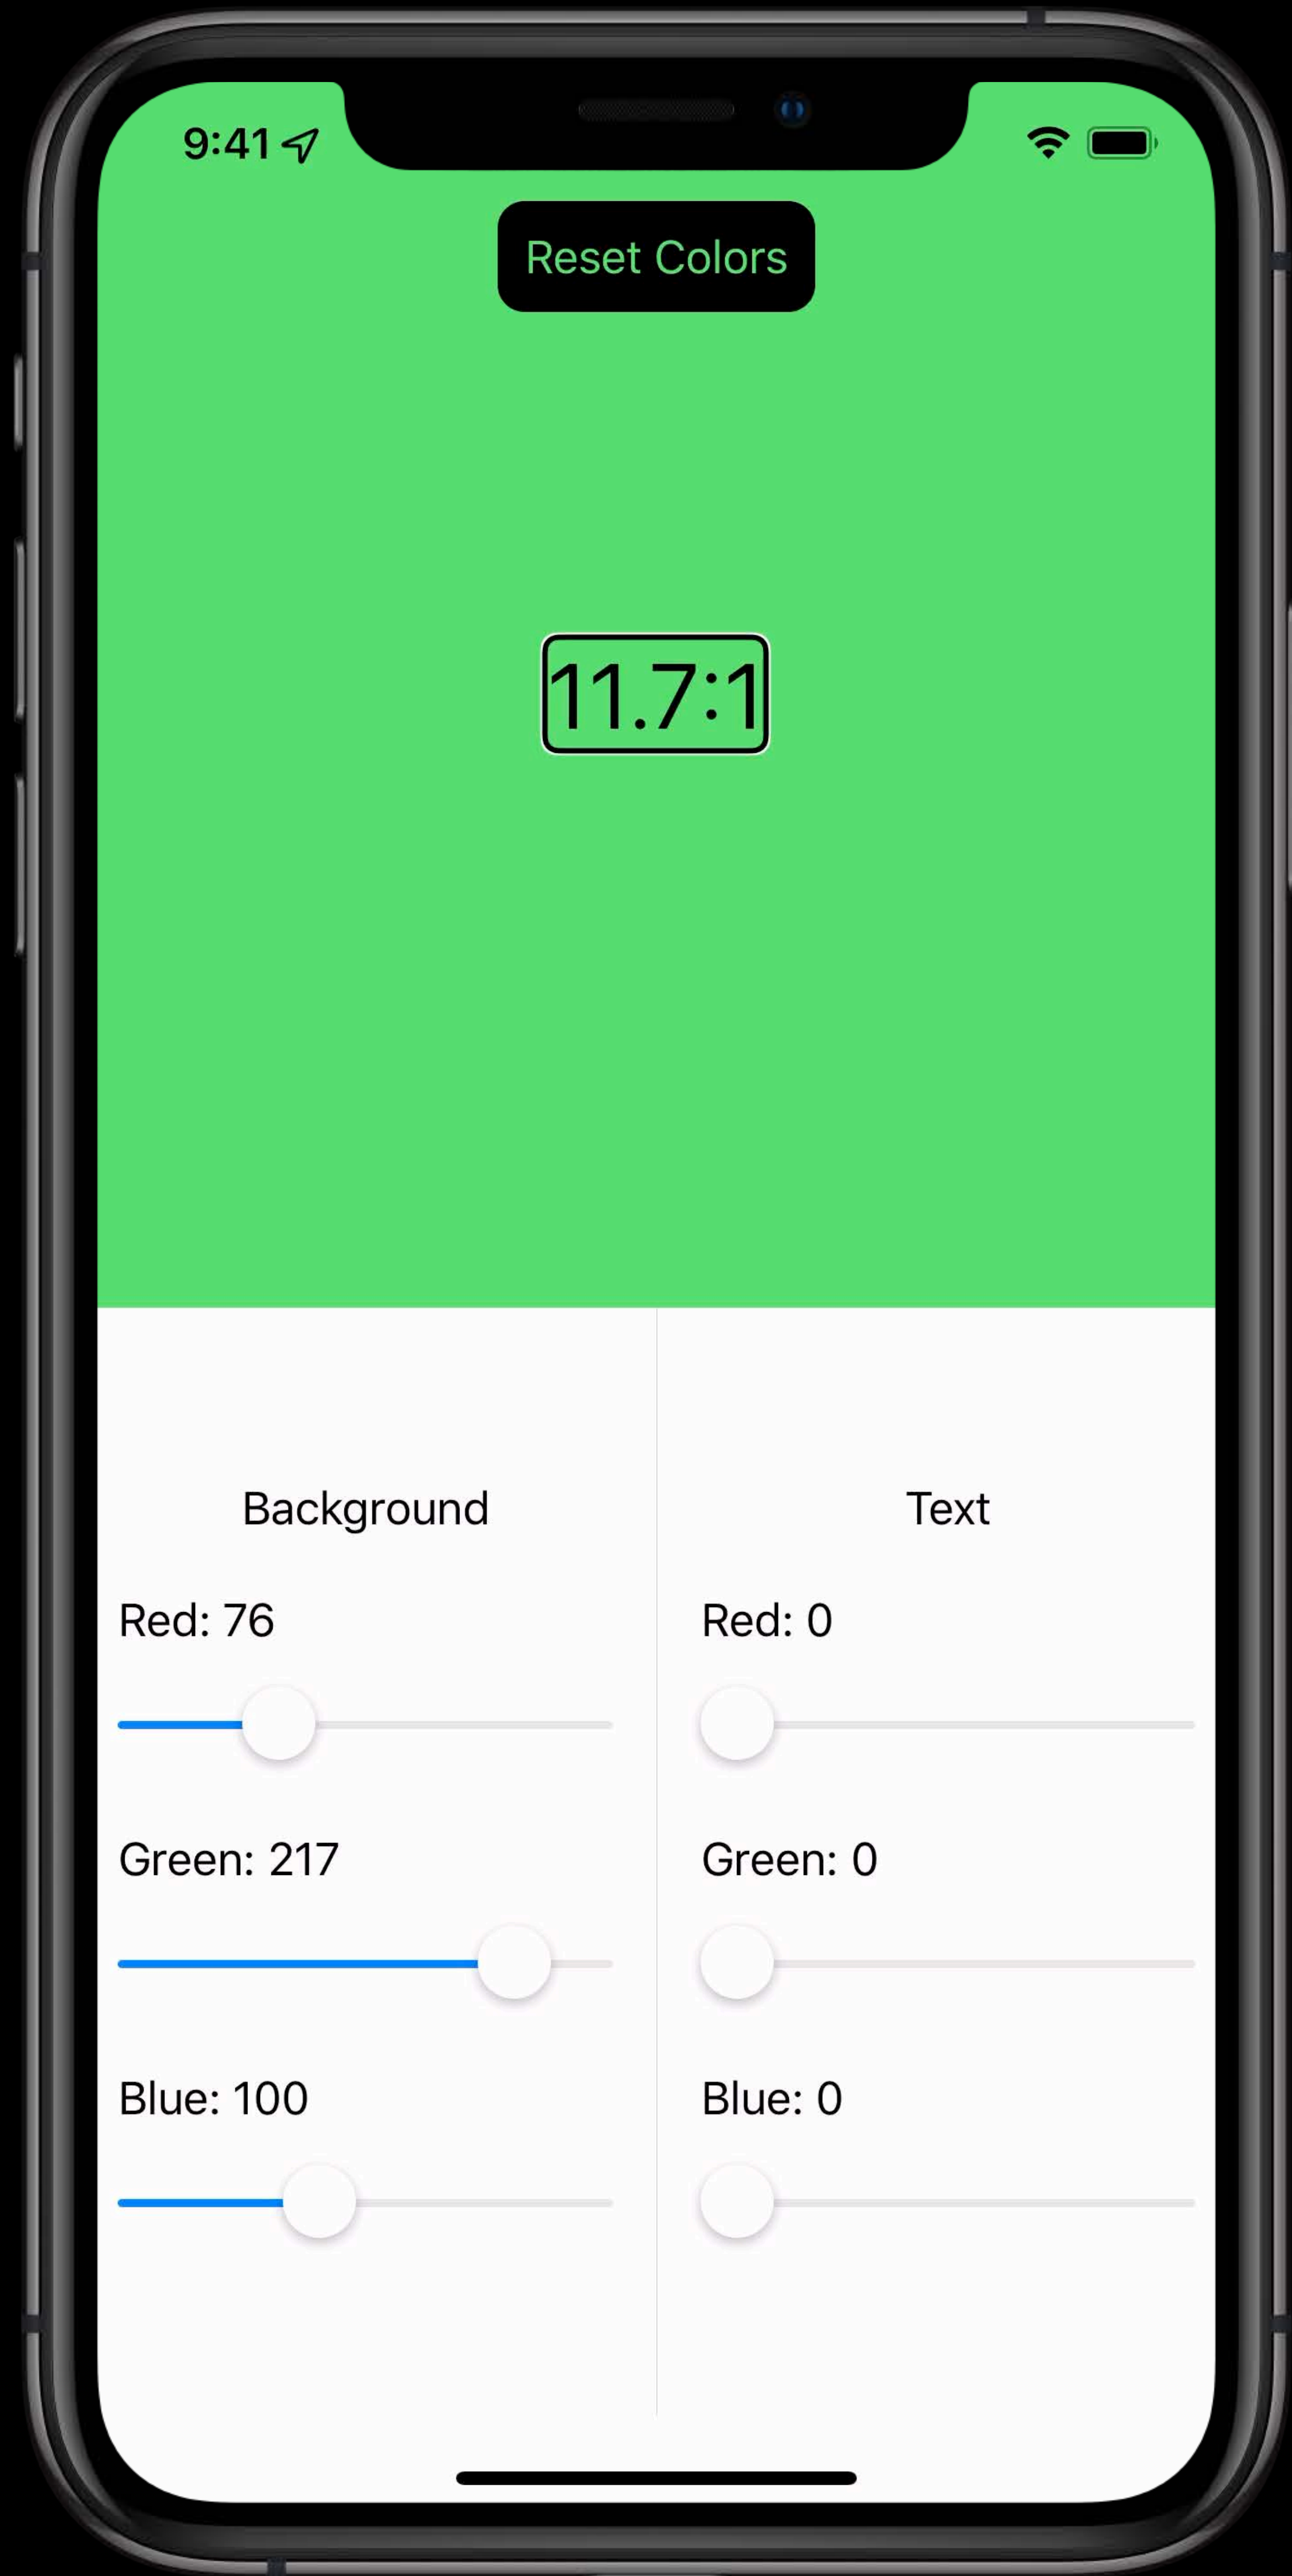 9:41
Reset Colors
11.7:1
Background
Text
Red: 76
Red: 0
Green: 217
Green: 0
Blue: 100
Blue: 0